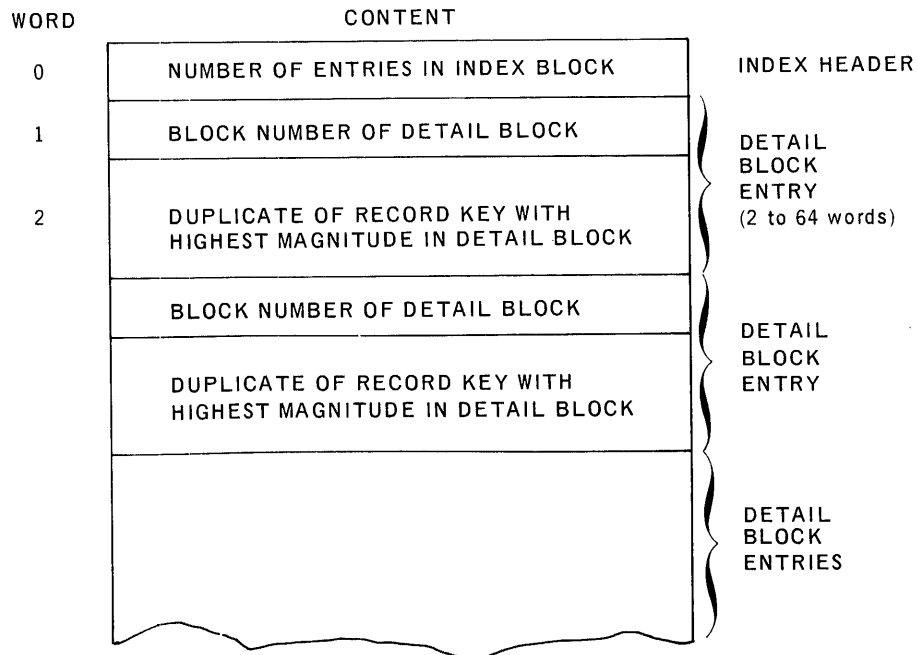 WORD CONTENT
0 NUMBER OF ENTRIES IN INDEX BLOCK INDEX HEADER
1 BLOCK NUMBER OF DETAIL BLOCK
2 DUPLICATE OF RECORD KEY WITH
HIGHEST MAGNITUDE IN DETAIL BLOCK
DETAIL
BLOCK
ENTRY
(2 to 64 words)
BLOCK NUMBER OF DETAIL BLOCK
DUPLICATE OF RECORD KEY WITH
HIGHEST MAGNITUDE IN DETAIL BLOCK
DETAIL
BLOCK
ENTRY
DETAIL
BLOCK
ENTRIES